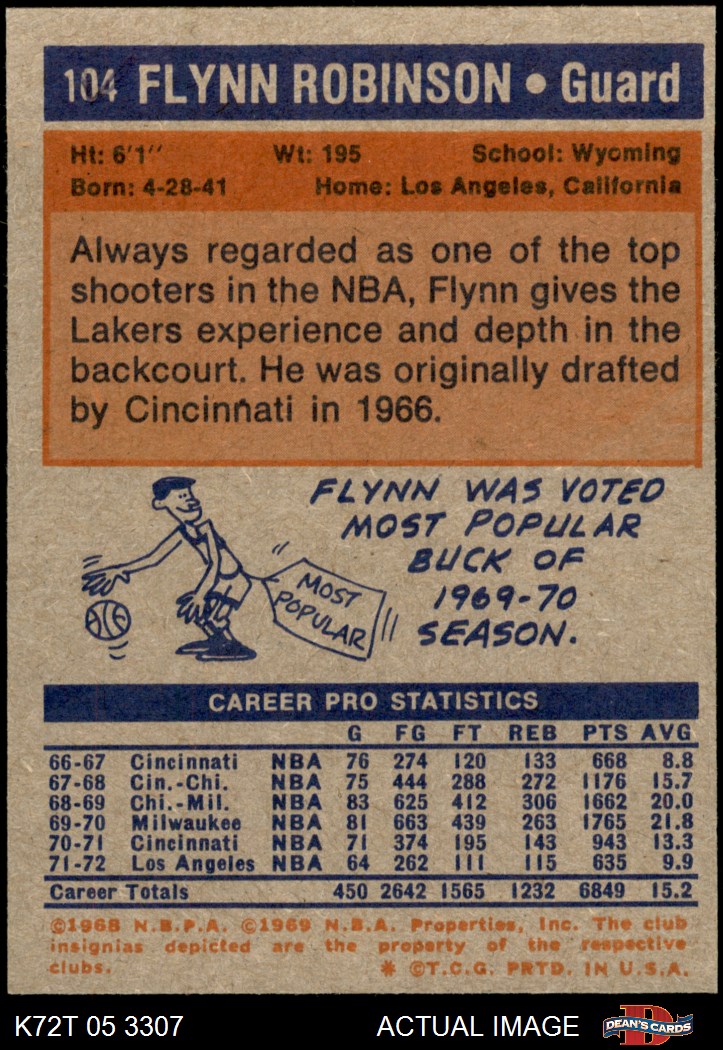 104 FLYNN ROBINSON • Guard
Ht: 6'1" Wt: 195 School: Wyoming
Born: 4-28-41 Home: Los Angeles, California
Always regarded as one of the top
shooters in the NBA, Flynn gives the
Lakers experience and depth in the
backcourt. He was originally drafted
by Cincinnati in 1966.
FLYNN WAS VOTED
MOST POPULAR
BUCK OF
1969-70
SEASON.
MOST
POPULAR
CAREER PRO STATISTICS
G FG FT REB PTS AVG
66-67 Cincinnati NBA 76 274 120 133 668 8.8
67-68 Cin.-Chi. NBA 75 444 288 272 1176 15.7
68-69 Chi.-Mil. NBA 83 625 412 306 1662 20.0
69-70 Milwaukee NBA 81 663 439 263 1765 21.8
70-71 Cincinnati NBA 71 374 195 143 943 13.3
71-72 Los Angeles NBA 64 262 111 115 635 9.9
Career Totals 450 2642 1565 1232 6849 15.2
©1968 N.B.P.A. ©1969 N.B.A. Properties, Inc. The club
insignias depicted are the property of the respective
clubs. * ©T.C.G. PRTD. IN U.S.A.
K72T 05 3307 ACTUAL IMAGE D DEAN'S CARDS